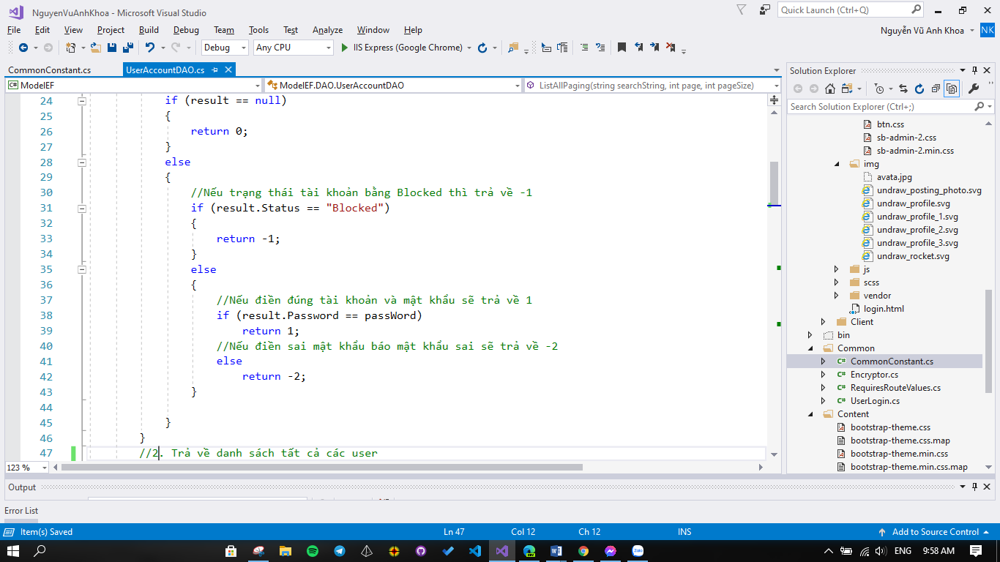 NguyenVuAnhKhoa - Microsoft Visual Studio
Quick Launch (Ctrl+Q)
File Edit View Project Build Debug Team Tools Test Analyze Window Help
Nguyễn Vũ Anh Khoa NK
Debug Any CPU IIS Express (Google Chrome)
CommonConstant.cs UserAccountDAO.cs
C# ModelEF ModelEF.DAO.UserAccountDAO ListAllPaging(string searchString, int page, int pageSize)
24 if (result == null)
25 {
26 return 0;
27 }
28 else
29 {
30 //Nếu trạng thái tài khoản bằng Blocked thì trả về -1
31 if (result.Status == "Blocked")
32 {
33 return -1;
34 }
35 else
36 {
37 //Nếu điền đúng tài khoản và mật khẩu sẽ trả về 1
38 if (result.Password == passWord)
39 return 1;
40 //Nếu điền sai mật khẩu báo mật khẩu sai sẽ trả về -2
41 else
42 return -2;
43 }
44
45 }
46 }
47 //2. Trả về danh sách tất cả các user
123 %
Solution Explorer
Search Solution Explorer (Ctrl+;)
btn.css
sb-admin-2.css
sb-admin-2.min.css
img
avata.jpg
undraw_posting_photo.svg
undraw_profile.svg
undraw_profile_1.svg
undraw_profile_2.svg
undraw_profile_3.svg
undraw_rocket.svg
js
scss
vendor
login.html
Client
bin
Common
C# CommonConstant.cs
C# Encryptor.cs
C# RequiresRouteValues.cs
C# UserLogin.cs
Content
bootstrap-theme.css
bootstrap-theme.css.map
bootstrap-theme.min.css
bootstrap-theme.min.css.map
Output
Error List
Item(s) Saved Ln 47 Col 12 Ch 12 INS Add to Source Control
DEV Zalo ENG 9:58 AM